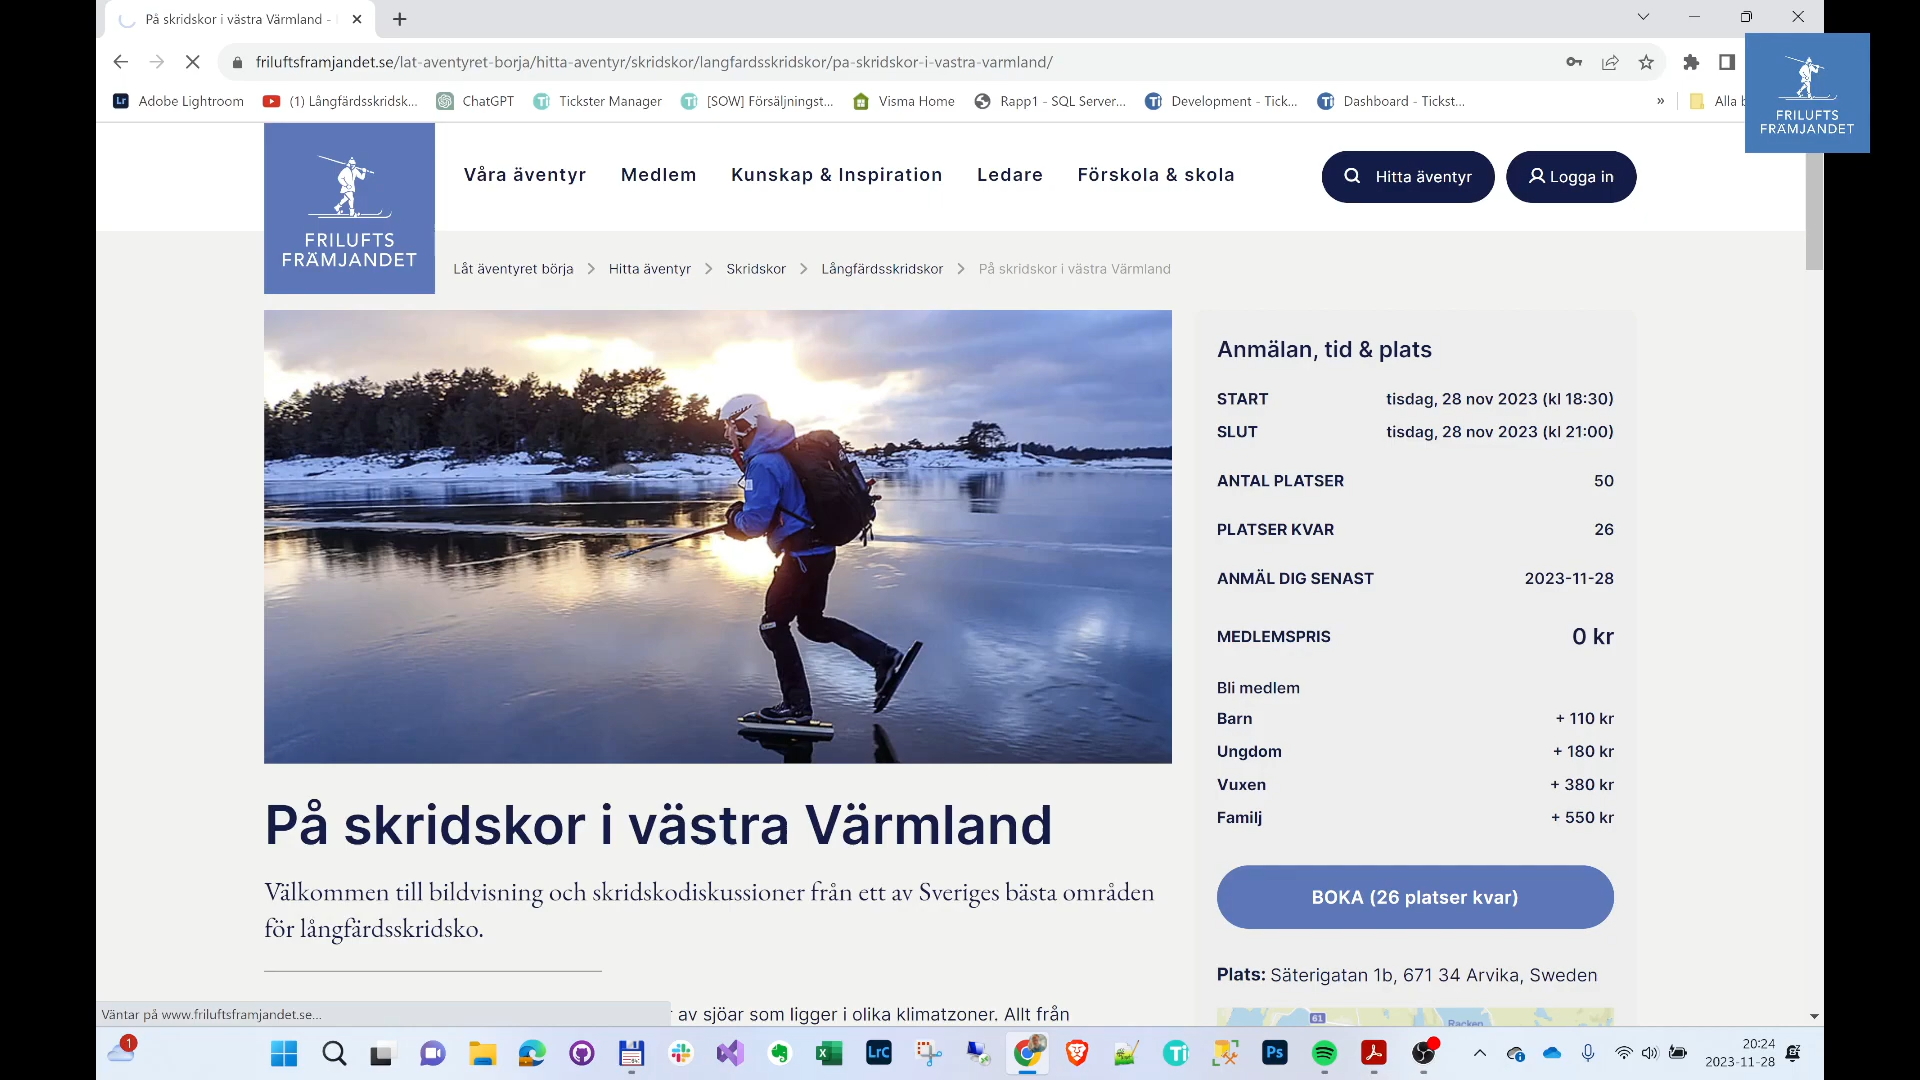 På skridskor i västra Värmland -
friluftsframjandet.se/lat-aventyret-borja/hitta-aventyr/skridskor/langfardsskridskor/pa-skridskor-i-vastra-varmland/
Adobe Lightroom
(1) Långfärdsskridsk...
ChatGPT
Tickster Manager
[SOW] Försäljningst...
Visma Home
Rapp1 - SQL Server...
Development - Tick...
Dashboard - Tickst...
»
Alla b
FRILUFTS
FRÄMJANDET
FRILUFTS
FRÄMJANDET
Våra äventyr
Medlem
Kunskap & Inspiration
Ledare
Förskola & skola
Hitta äventyr
Logga in
Låt äventyret börja > Hitta äventyr > Skridskor > Långfärdsskridskor > På skridskor i västra Värmland
Anmälan, tid & plats
START tisdag, 28 nov 2023 (kl 18:30)
SLUT tisdag, 28 nov 2023 (kl 21:00)
ANTAL PLATSER 50
PLATSER KVAR 26
ANMÄL DIG SENAST 2023-11-28
MEDLEMSPRIS 0 kr
Bli medlem
Barn + 110 kr
Ungdom + 180 kr
Vuxen + 380 kr
Familj + 550 kr
BOKA (26 platser kvar)
Plats: Säterigatan 1b, 671 34 Arvika, Sweden
61
Racken
På skridskor i västra Värmland
Välkommen till bildvisning och skridskodiskussioner från ett av Sveriges bästa områden
för långfärdsskridsko.
av sjöar som ligger i olika klimatzoner. Allt från
Väntar på www.friluftsframjandet.se...
1
LrC
Ti
Ps
20:24
2023-11-28